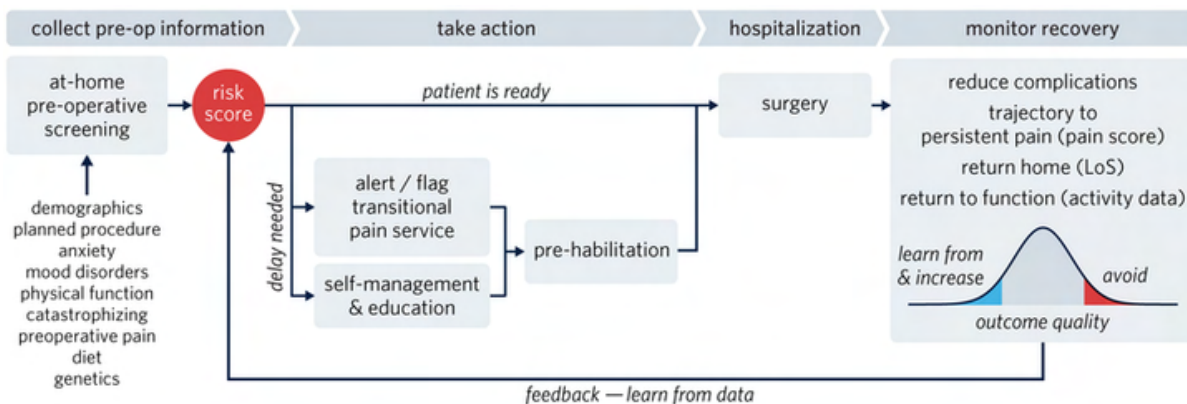 collect pre-op information
take action
hospitalization
monitor recovery
at-home
pre-operative
screening
risk
score
patient is ready
surgery
reduce complications
trajectory to
persistent pain (pain score)
return home (LoS)
return to function (activity data)
demographics
planned procedure
anxiety
mood disorders
physical function
catastrophizing
preoperative pain
diet
genetics
delay needed
alert / flag
transitional
pain service
self-management
& education
pre-habilitation
learn from
& increase
avoid
outcome quality
feedback — learn from data